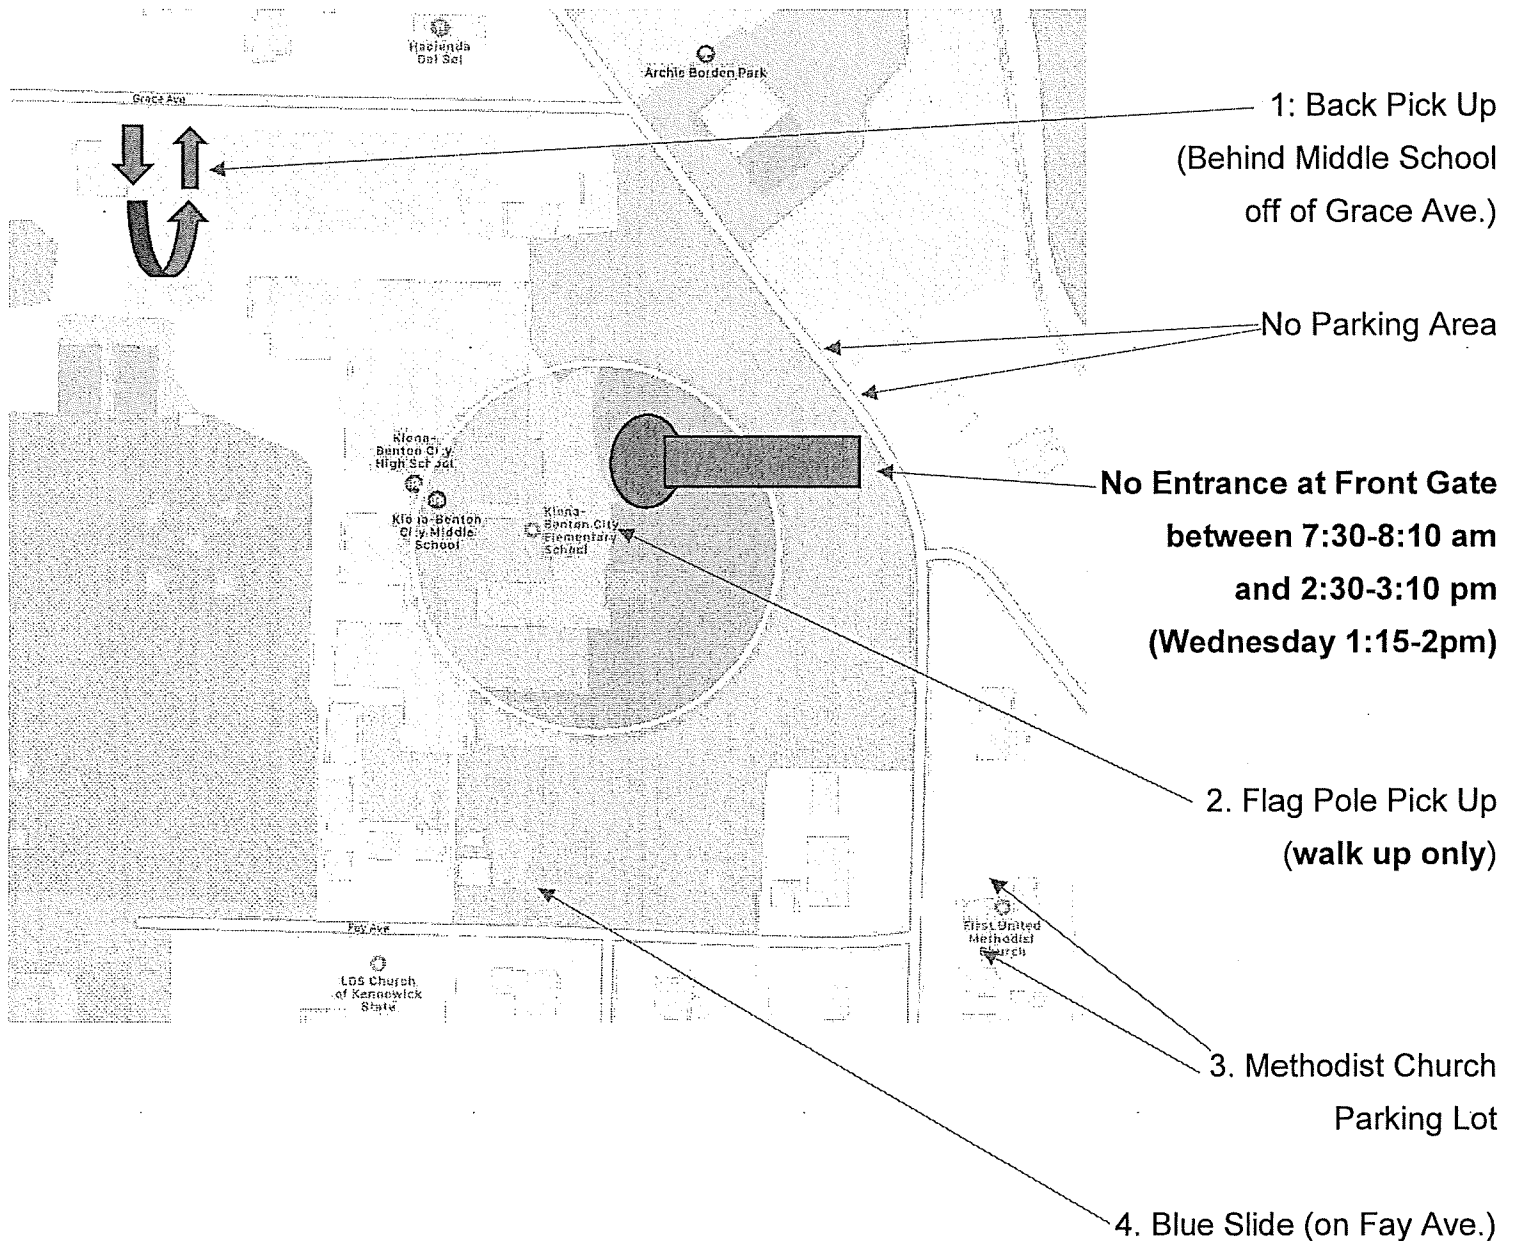 Hacienda
Del Sol
Archie Borden Park
Grace Ave
1: Back Pick Up
(Behind Middle School
off of Grace Ave.)
No Parking Area
Kiona-
Benton City
High School
Kiona-Benton
City Middle
School
Kiona-
Benton City
Elementary
School
No Entrance at Front Gate
between 7:30-8:10 am
and 2:30-3:10 pm
(Wednesday 1:15-2pm)
2. Flag Pole Pick Up
(walk up only)
First United
Methodist
Church
Fay Ave
LDS Church
of Kennewick
State
3. Methodist Church
Parking Lot
4. Blue Slide (on Fay Ave.)